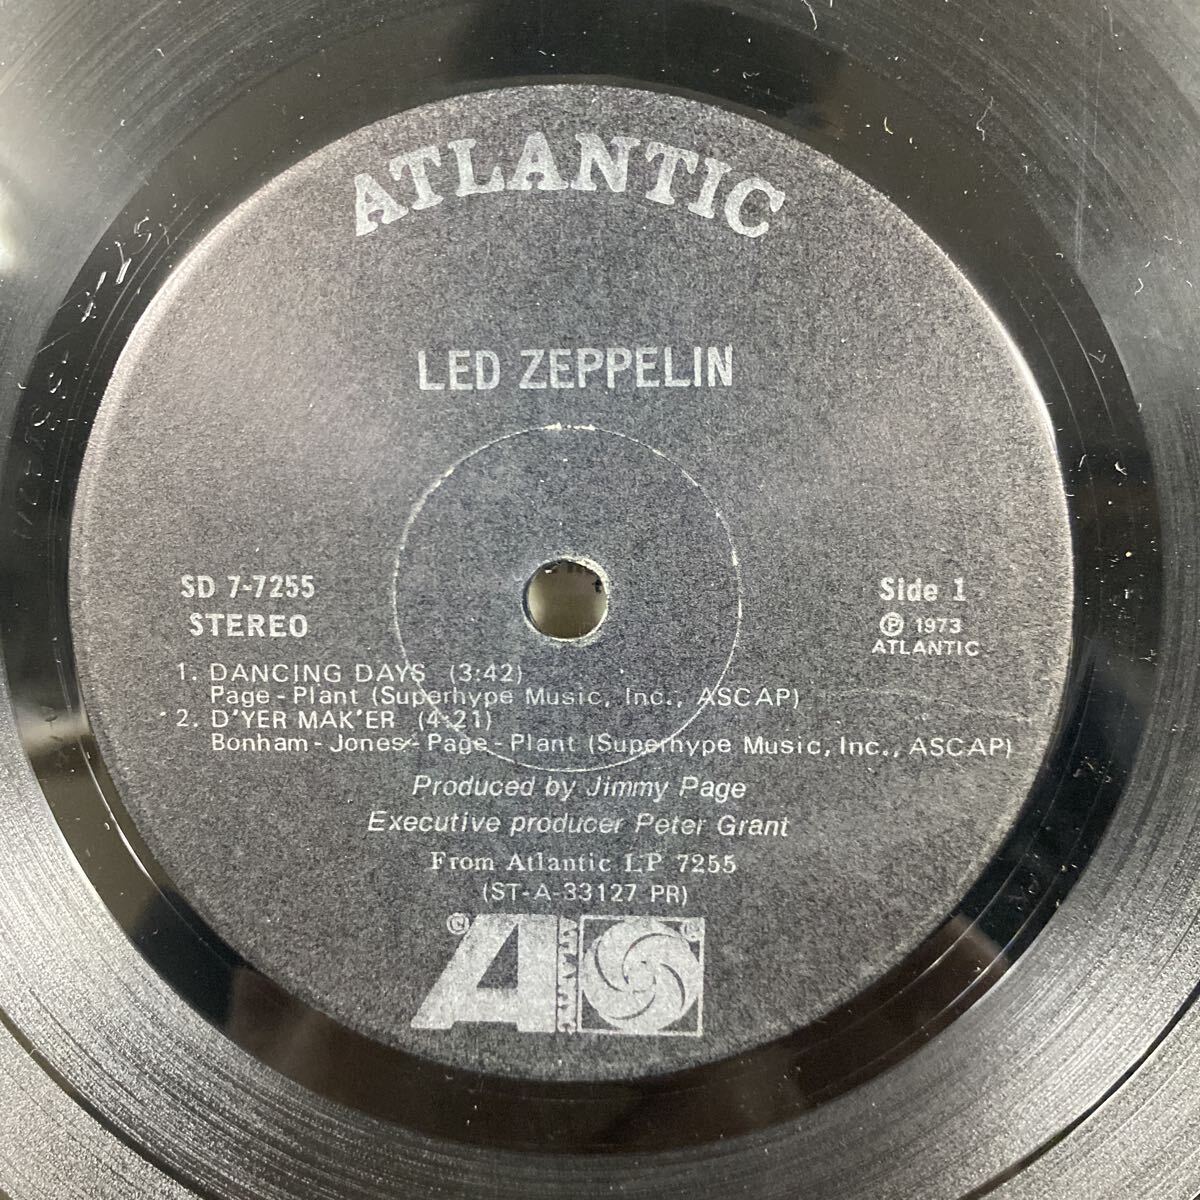 ATLANTIC
LED ZEPPELIN
SD 7-7255
STEREO
Side 1
Ⓟ 1973
ATLANTIC
1. DANCING DAYS (3:42)
Page-Plant (Superhype Music, Inc., ASCAP)
2. D'YER MAK'ER (4:21)
Bonham-Jones-Page-Plant (Superhype Music, Inc., ASCAP)
Produced by Jimmy Page
Executive producer Peter Grant
From Atlantic LP 7255
(ST-A-33127 PR)
ATLANTIC